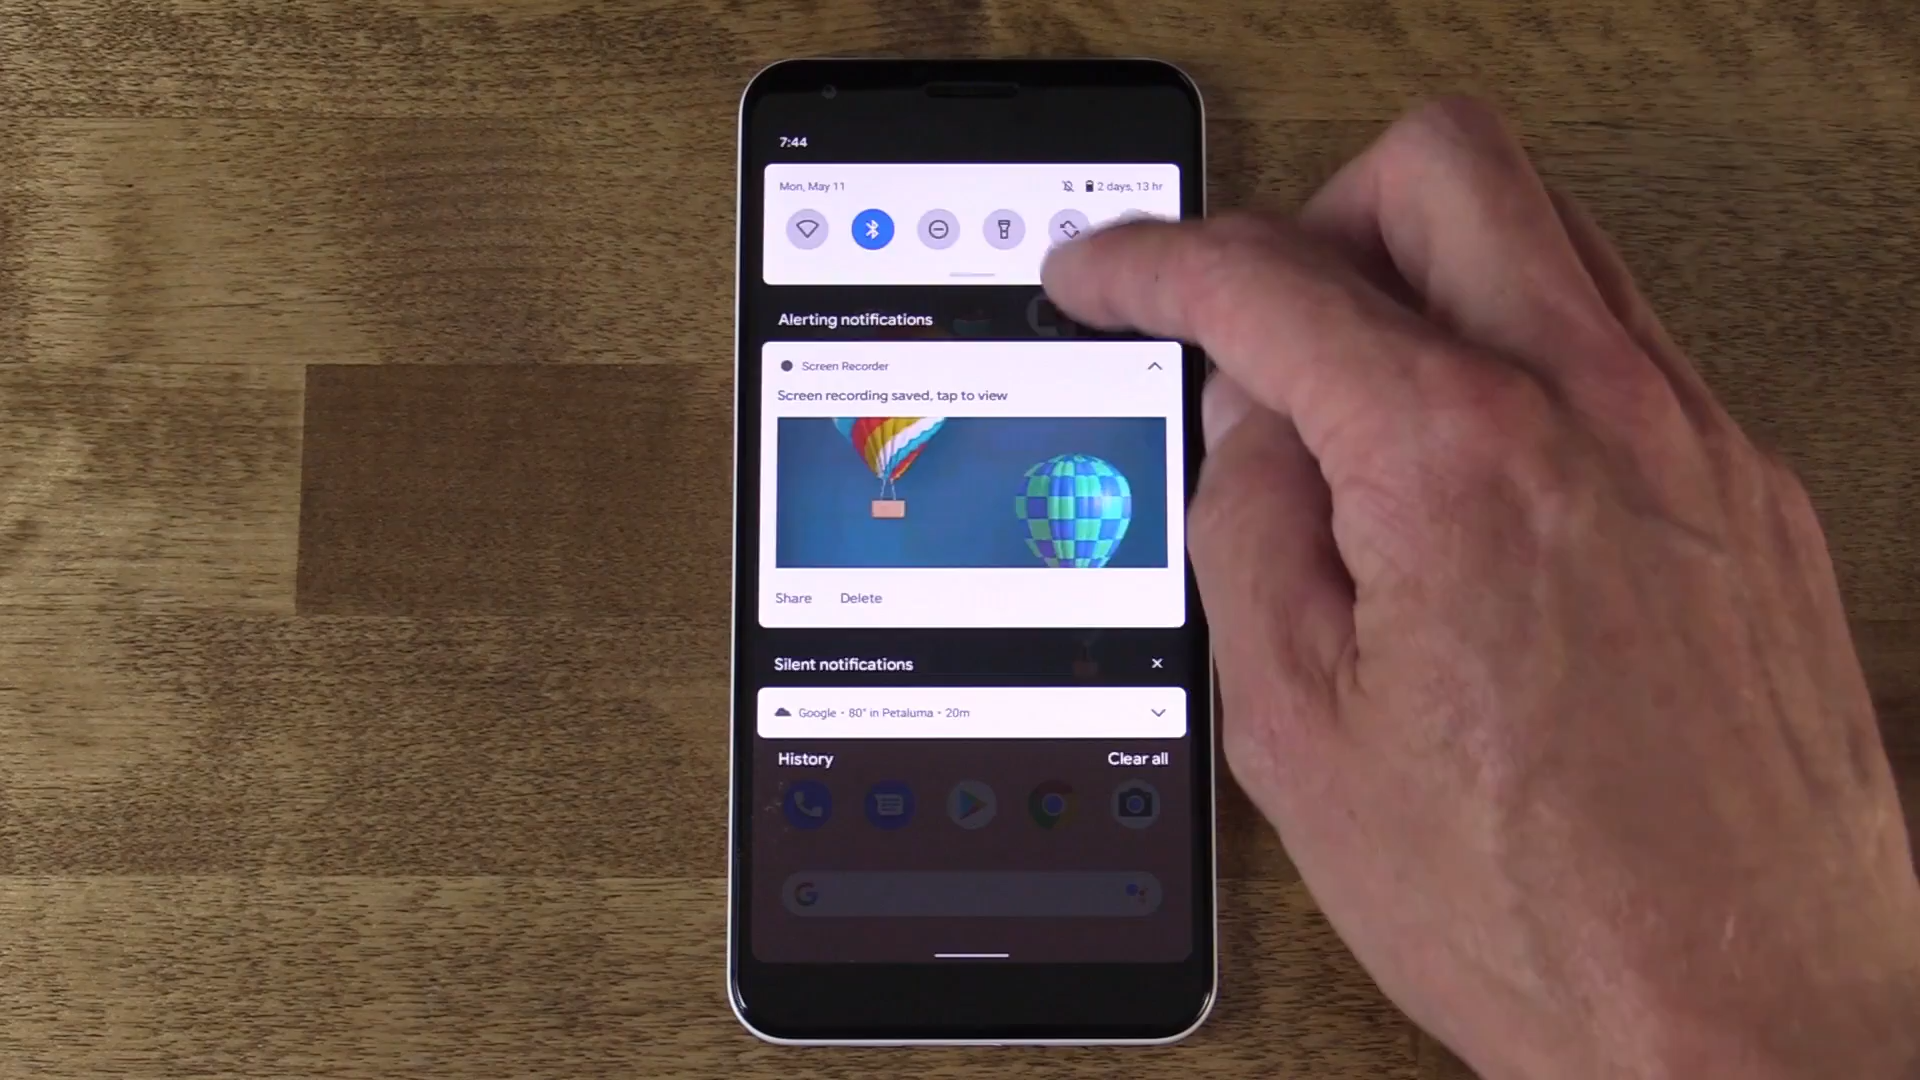 7:44
Mon, May 11
2 days, 13 hr
Alerting notifications
Screen Recorder
Screen recording saved, tap to view
Share Delete
Silent notifications
Google • 80° in Petaluma • 20m
History Clear all
G